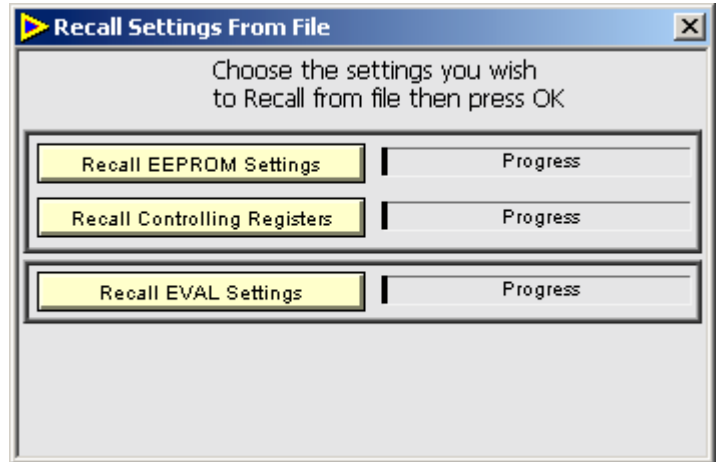 Recall Settings From File
Choose the settings you wish
to Recall from file then press OK
Recall EEPROM Settings
Progress
Recall Controlling Registers
Progress
Recall EVAL Settings
Progress